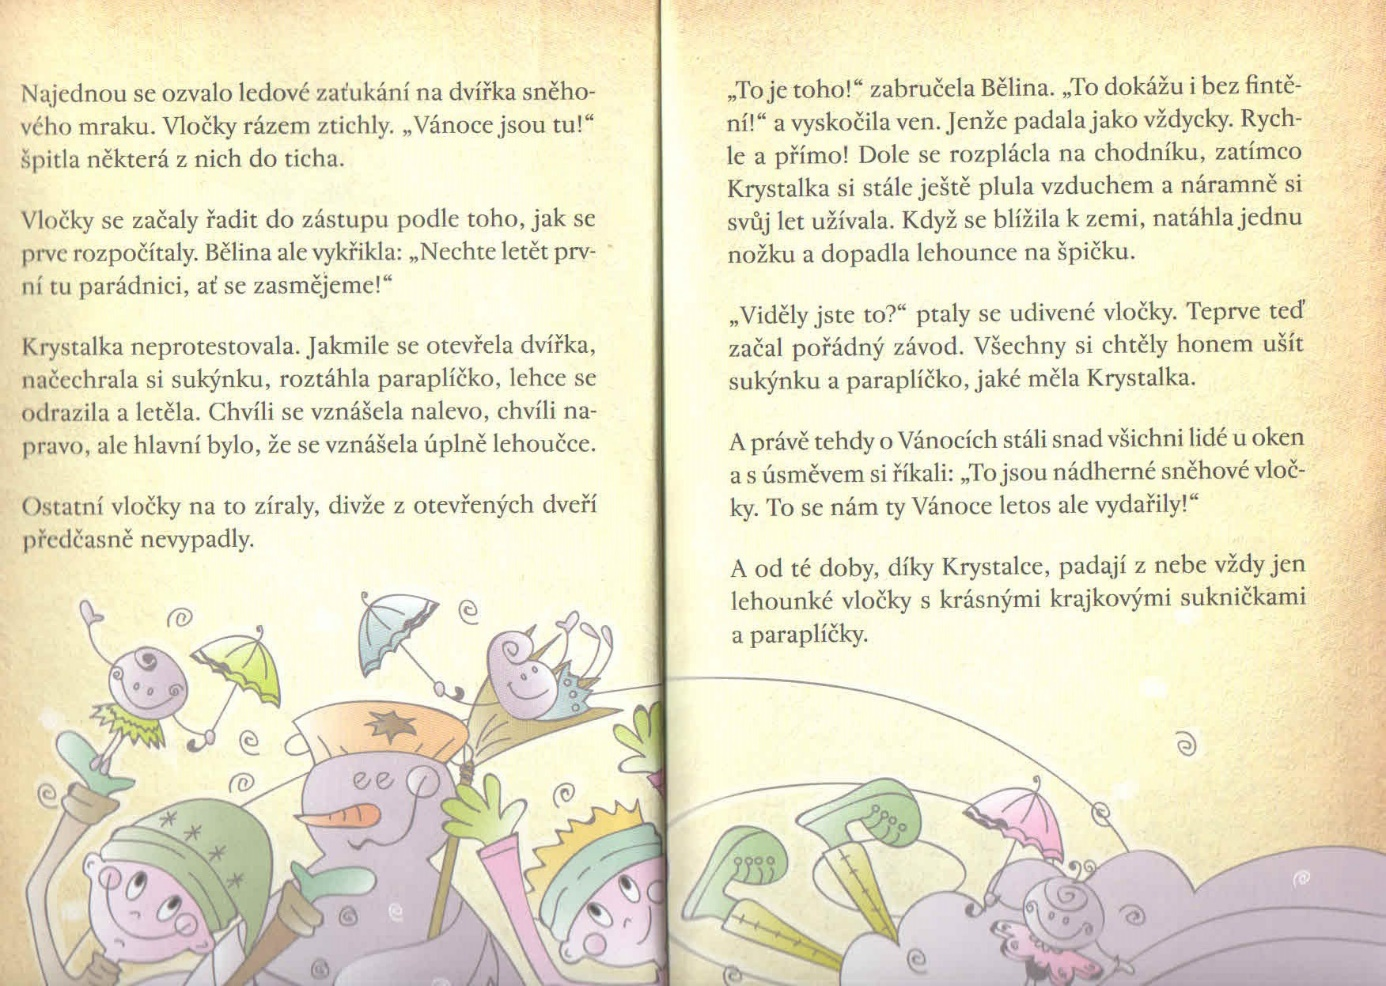 Najednou se ozvalo ledové zaťukání na dvířka sněho-
vého mraku. Vločky rázem ztichly. „Vánoce jsou tu!“
špitla některá z nich do ticha.
Vločky se začaly řadit do zástupu podle toho, jak se
prve rozpočítaly. Bělina ale vykřikla: „Nechte letět prv-
ní tu parádnici, ať se zasmějeme!“
Krystalka neprotestovala. Jakmile se otevřela dvířka,
načechrala si sukýnku, roztáhla paraplíčko, lehce se
odrazila a letěla. Chvíli se vznášela nalevo, chvíli na-
pravo, ale hlavní bylo, že se vznášela úplně lehoučce.
Ostatní vločky na to zíraly, divže z otevřených dveří
předčasně nevypadly.
„To je toho!“ zabručela Bělina. „To dokážu i bez fintě-
ní!“ a vyskočila ven. Jenže padala jako vždycky. Rych-
le a přímo! Dole se rozplácla na chodníku, zatímco
Krystalka si stále ještě plula vzduchem a náramně si
svůj let užívala. Když se blížila k zemi, natáhla jednu
nožku a dopadla lehounce na špičku.
„Viděly jste to?“ ptaly se udivené vločky. Teprve teď
začal pořádný závod. Všechny si chtěly honem ušít
sukýnku a paraplíčko, jaké měla Krystalka.
A právě tehdy o Vánocích stáli snad všichni lidé u oken
a s úsměvem si říkali: „To jsou nádherné sněhové vloč-
ky. To se nám ty Vánoce letos ale vydařily!“
A od té doby, díky Krystalce, padají z nebe vždy jen
lehounké vločky s krásnými krajkovými sukničkami
a paraplíčky.